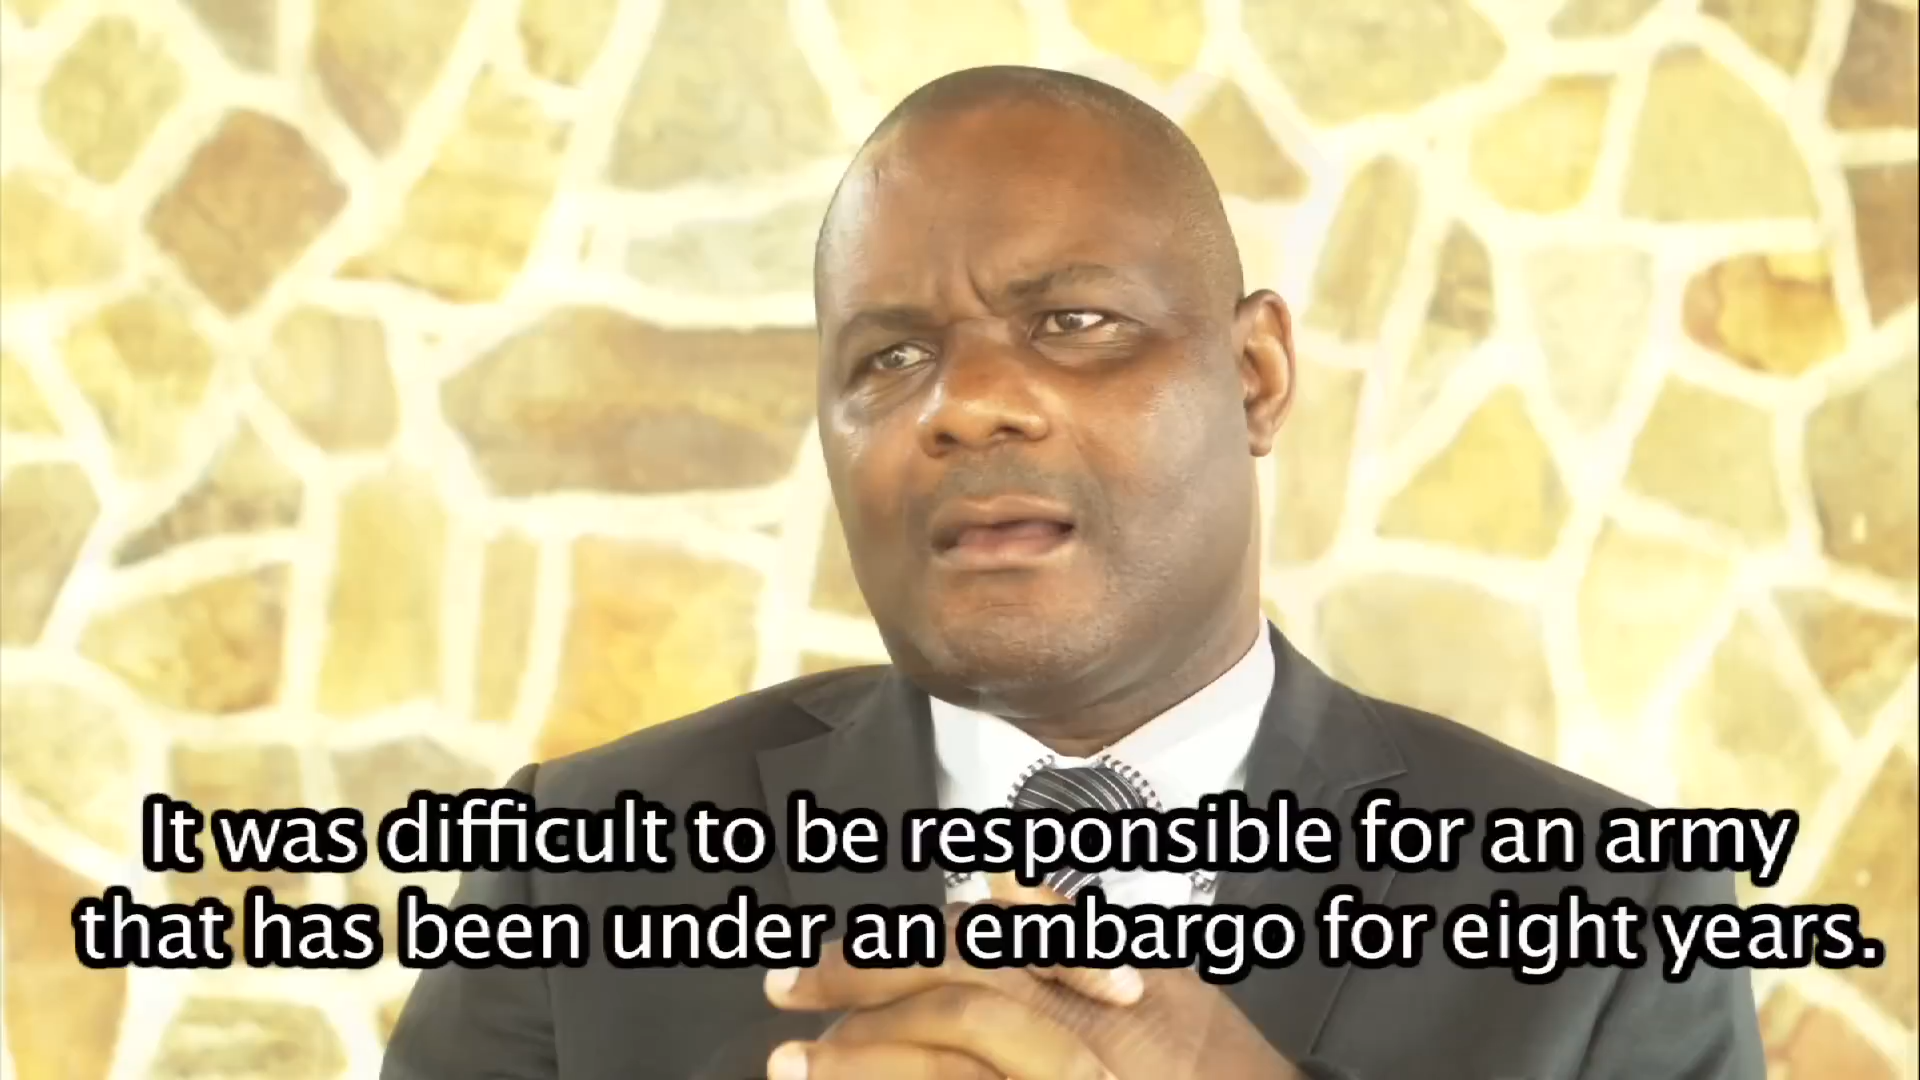 It was difficult to be responsible for an army
that has been under an embargo for eight years.